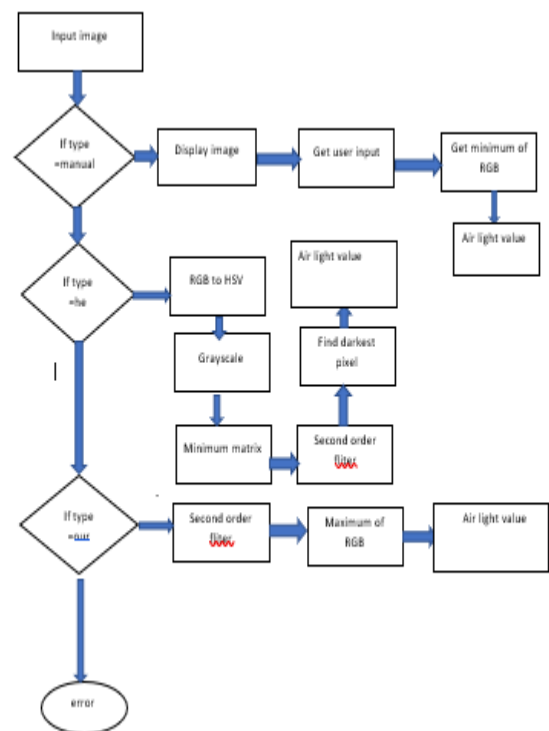 Input image
If type
=manual
Display image
Get user input
Get minimum of
RGB
Air light value
If type
=he
RGB to HSV
Air light value
Grayscale
Find darkest
pixel
Minimum matrix
Second order
fliter
If type
=our
Second order
fliter
Maximum of
RGB
Air light value
error